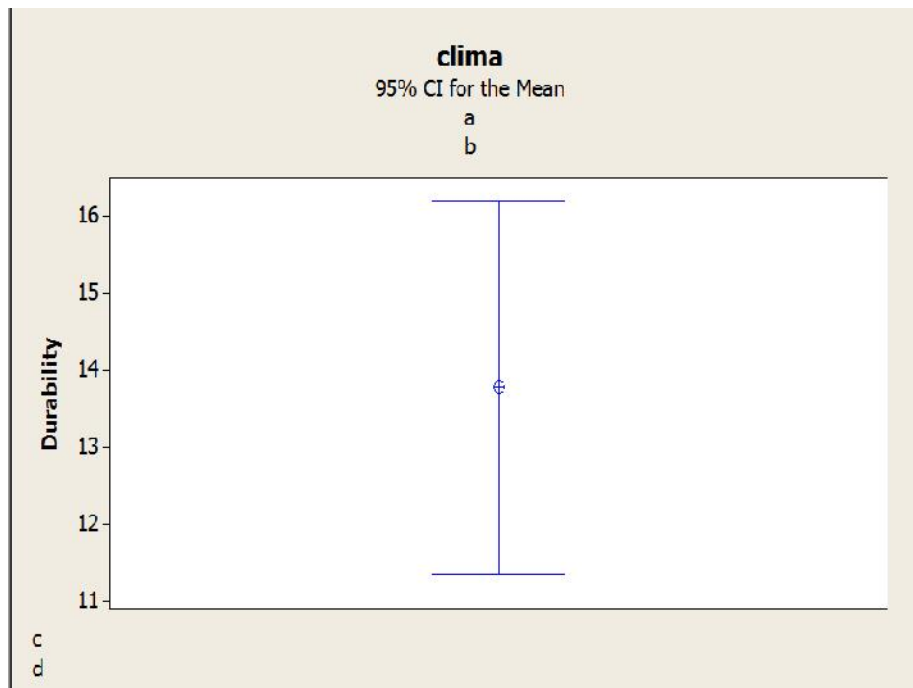 clima
95% CI for the Mean
a
b
16
15
14
13
12
11
Durability
c
d